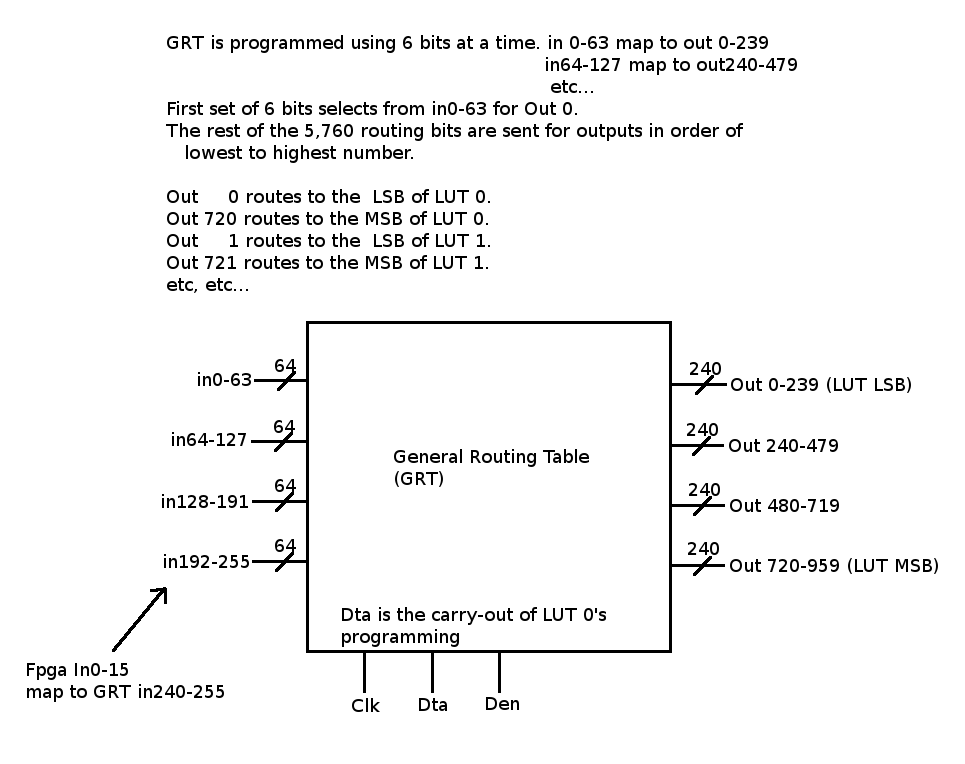 GRT is programmed using 6 bits at a time. in 0-63 map to out 0-239
in64-127 map to out240-479
etc...
First set of 6 bits selects from in0-63 for Out 0.
The rest of the 5,760 routing bits are sent for outputs in order of
lowest to highest number.
Out 0 routes to the LSB of LUT 0.
Out 720 routes to the MSB of LUT 0.
Out 1 routes to the LSB of LUT 1.
Out 721 routes to the MSB of LUT 1.
etc, etc...
64
in0-63
240
Out 0-239 (LUT LSB)
64
in64-127
240
Out 240-479
General Routing Table
(GRT)
64
in128-191
240
Out 480-719
64
in192-255
240
Out 720-959 (LUT MSB)
Dta is the carry-out of LUT 0's
programming
Fpga In0-15
map to GRT in240-255
Clk
Dta
Den